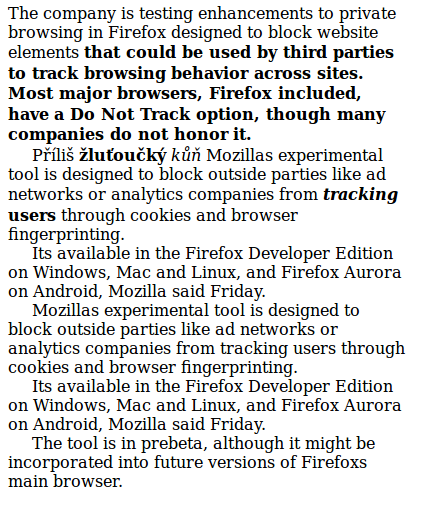 The company is testing enhancements to private
browsing in Firefox designed to block website
elements that could be used by third parties
to track browsing behavior across sites.
Most major browsers, Firefox included,
have a Do Not Track option, though many
companies do not honor it.
Příliš žluťoučký kůň Mozillas experimental
tool is designed to block outside parties like ad
networks or analytics companies from tracking
users through cookies and browser
fingerprinting.
Its available in the Firefox Developer Edition
on Windows, Mac and Linux, and Firefox Aurora
on Android, Mozilla said Friday.
Mozillas experimental tool is designed to
block outside parties like ad networks or
analytics companies from tracking users through
cookies and browser fingerprinting.
Its available in the Firefox Developer Edition
on Windows, Mac and Linux, and Firefox Aurora
on Android, Mozilla said Friday.
The tool is in prebeta, although it might be
incorporated into future versions of Firefoxs
main browser.